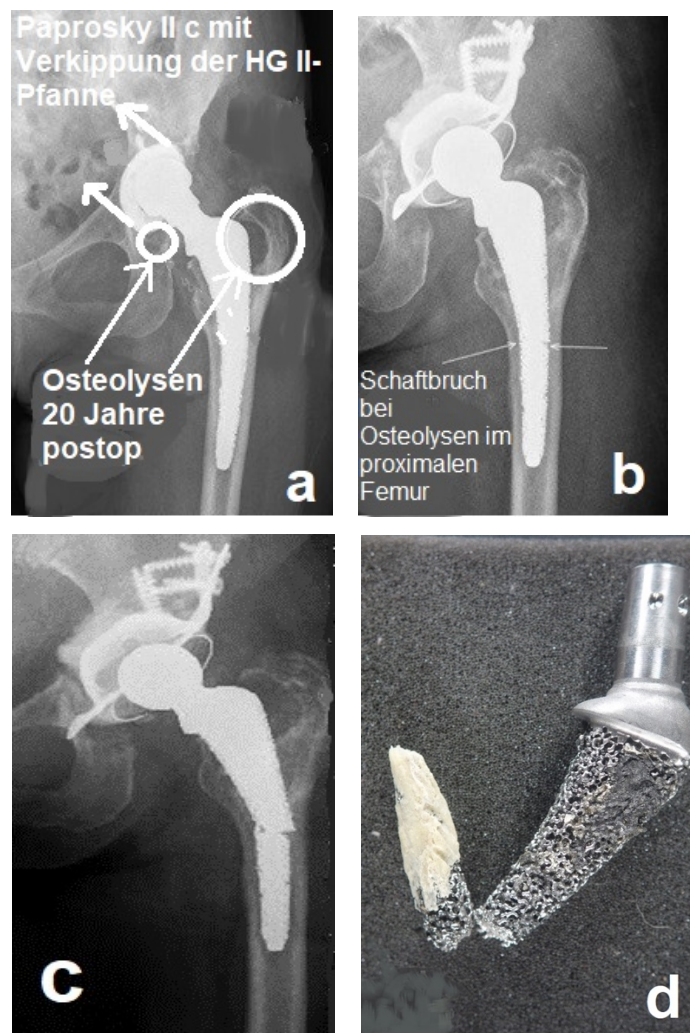 Paprosky II c mit
Verkippung der HG II-
Pfanne
Osteolysen
20 Jahre
postop
a
Schaftbruch
bei
Osteolysen im
proximalen
Femur
b
c
d